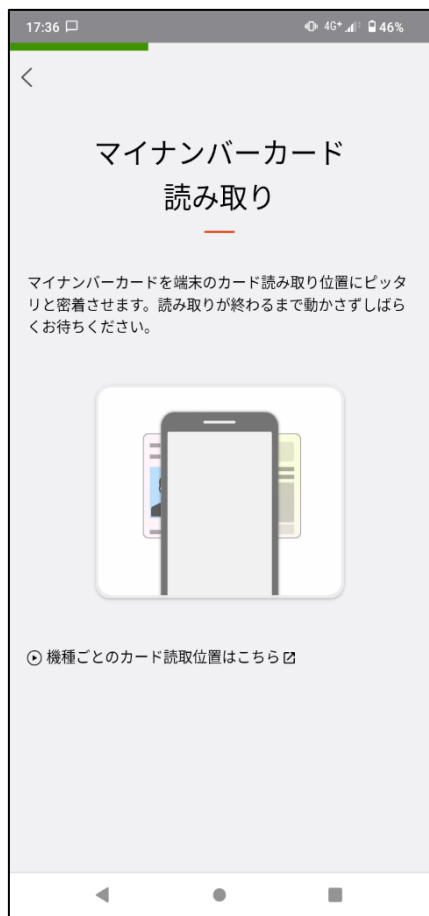 17:36 4G+ 46%
マイナンバーカード
読み取り
マイナンバーカードを端末のカード読み取り位置にピッタ
リと密着させます。読み取りが終わるまで動かさずしばら
くお待ちください。
機種ごとのカード読取位置はこちら